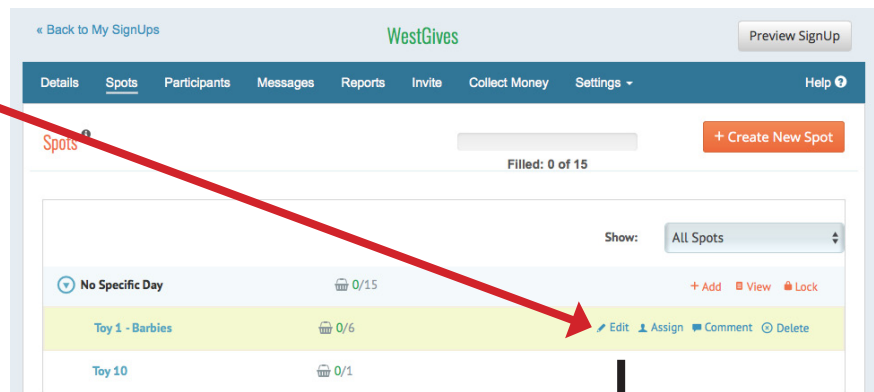 « Back to My SignUps WestGives Preview SignUp
Details Spots Participants Messages Reports Invite Collect Money Settings Help ?
Spots + Create New Spot
Filled: 0 of 15
Show: All Spots
No Specific Day 0/15 + Add View Lock
Toy 1 - Barbies 0/6 Edit Assign Comment Delete
Toy 10 0/1